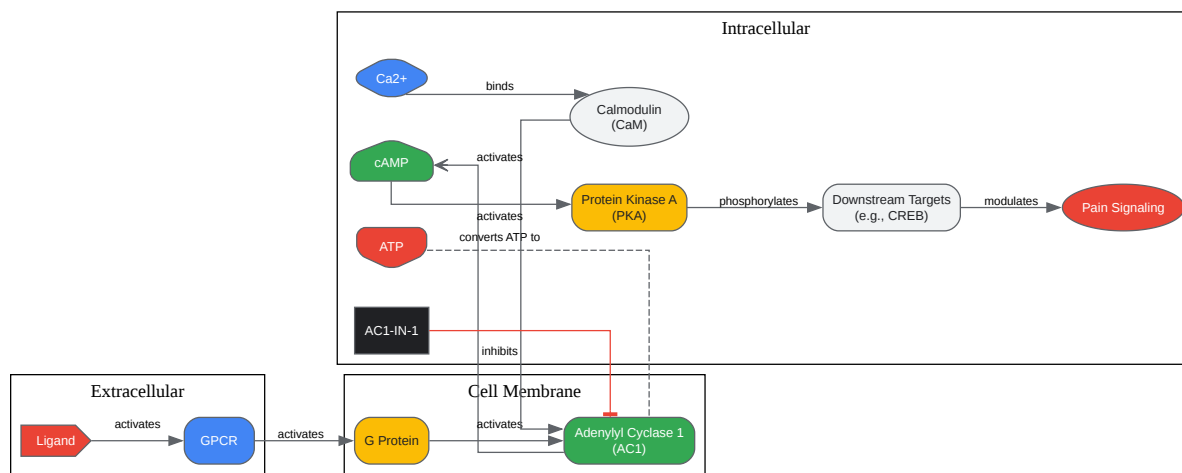 Intracellular
Ca2+
binds
Calmodulin
(CaM)
activates
cAMP
Protein Kinase A
(PKA)
activates
phosphorylates
Downstream Targets
(e.g., CREB)
modulates
Pain Signaling
converts ATP to
ATP
AC1-IN-1
inhibits
Extracellular
Ligand
activates
GPCR
activates
Cell Membrane
G Protein
activates
Adenylyl Cyclase 1
(AC1)